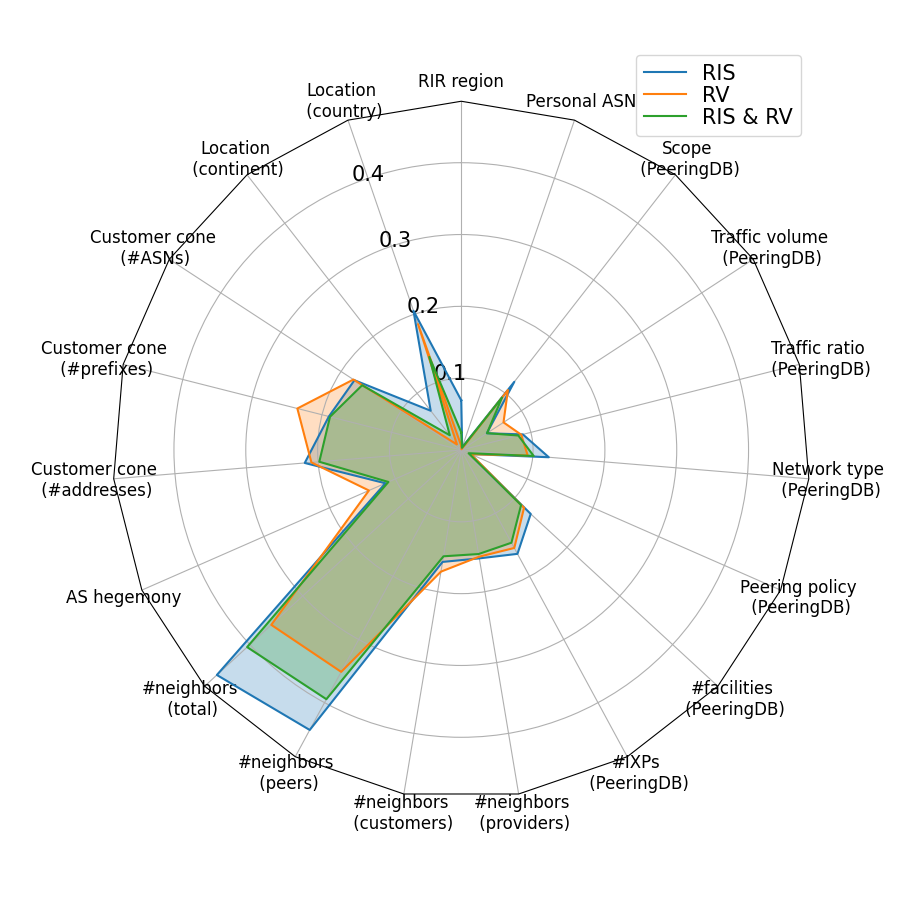 RIS
RV
RIS & RV
RIR region
Personal ASN
Scope
(PeeringDB)
Traffic volume
(PeeringDB)
Traffic ratio
(PeeringDB)
Network type
(PeeringDB)
Peering policy
(PeeringDB)
#facilities
(PeeringDB)
#IXPs
(PeeringDB)
#neighbors
(providers)
#neighbors
(customers)
#neighbors
(peers)
#neighbors
(total)
AS hegemony
Customer cone
(#addresses)
Customer cone
(#prefixes)
Customer cone
(#ASNs)
Location
(continent)
Location
(country)
0.4
0.3
0.2
0.1